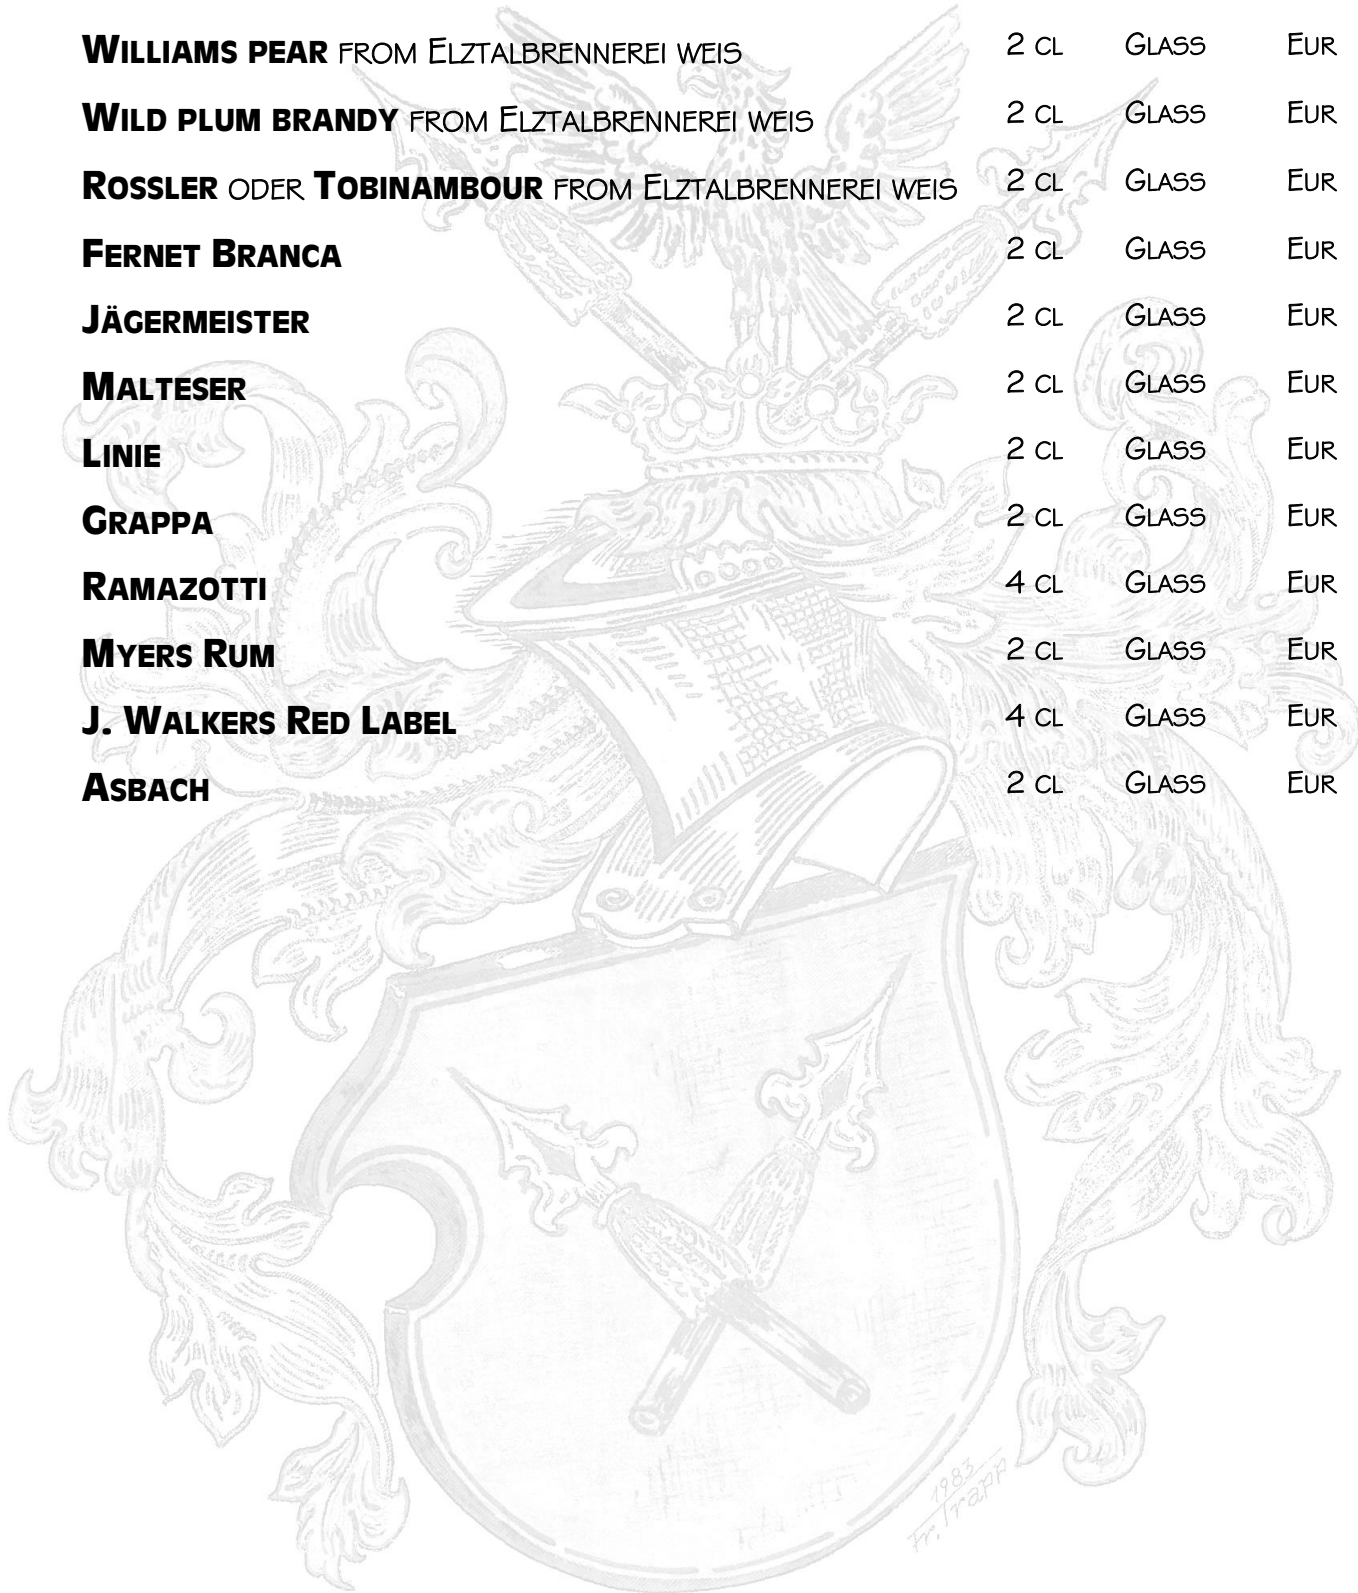 Williams pear from Elztalbrennerei weis 2 cl Glass Eur
Wild plum brandy from Elztalbrennerei weis 2 cl Glass Eur
Rossler oder Tobinambour from Elztalbrennerei weis 2 cl Glass Eur
Fernet Branca 2 cl Glass Eur
Jägermeister 2 cl Glass Eur
Malteser 2 cl Glass Eur
Linie 2 cl Glass Eur
Grappa 2 cl Glass Eur
Ramazotti 4 cl Glass Eur
Myers Rum 2 cl Glass Eur
J. Walkers Red Label 4 cl Glass Eur
Asbach 2 cl Glass Eur
1983
Fr. Trapp